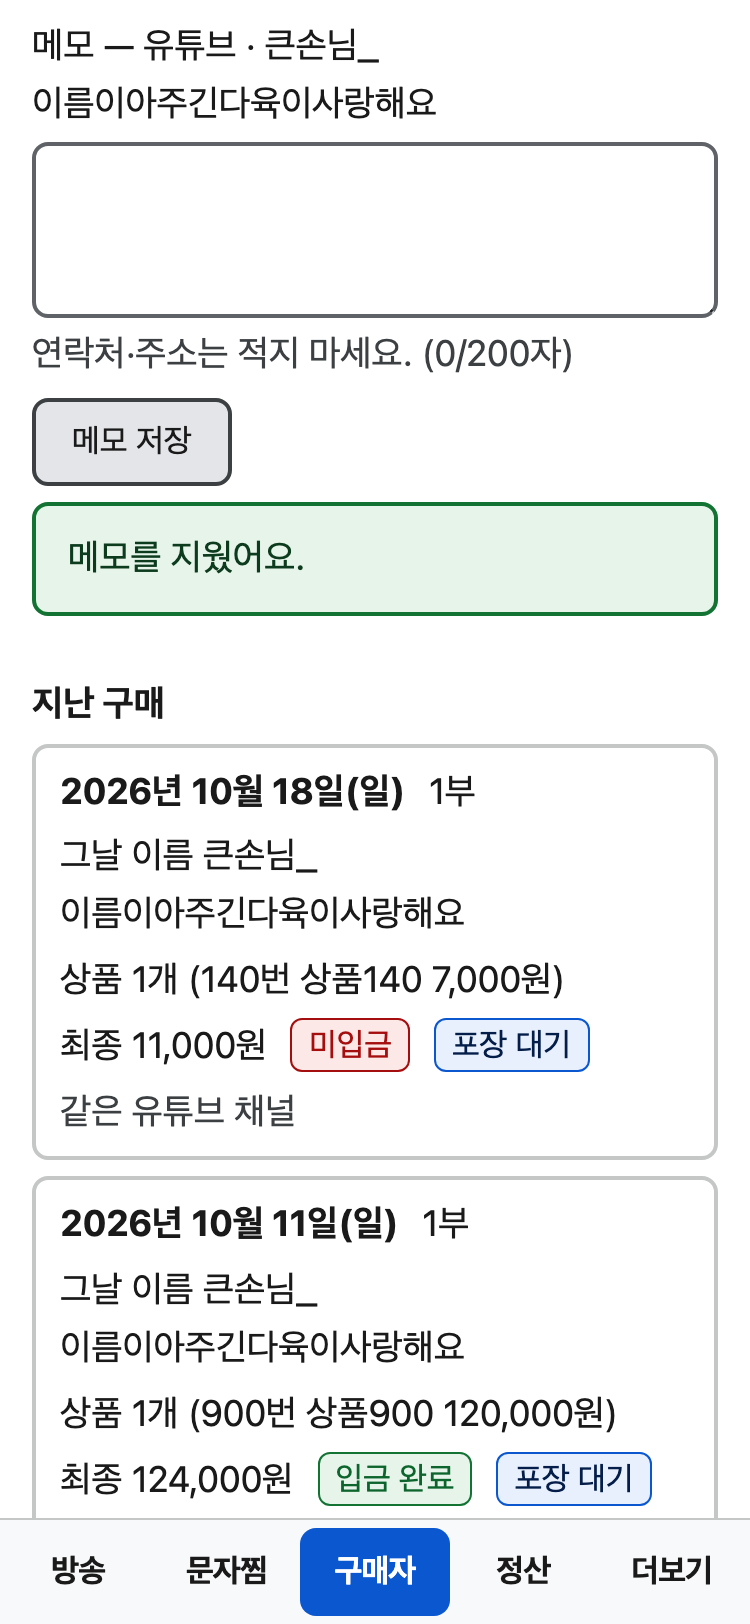 메모 — 유튜브 · 큰손님_
이름이아주긴다육이사랑해요
연락처·주소는 적지 마세요. (0/200자)
메모 저장
메모를 지웠어요.
지난 구매
2026년 10월 18일(일) 1부
그날 이름 큰손님_
이름이아주긴다육이사랑해요
상품 1개 (140번 상품140 7,000원)
최종 11,000원 미입금 포장 대기
같은 유튜브 채널
2026년 10월 11일(일) 1부
그날 이름 큰손님_
이름이아주긴다육이사랑해요
상품 1개 (900번 상품900 120,000원)
최종 124,000원 입금 완료 포장 대기
방송 문자찜 구매자 정산 더보기